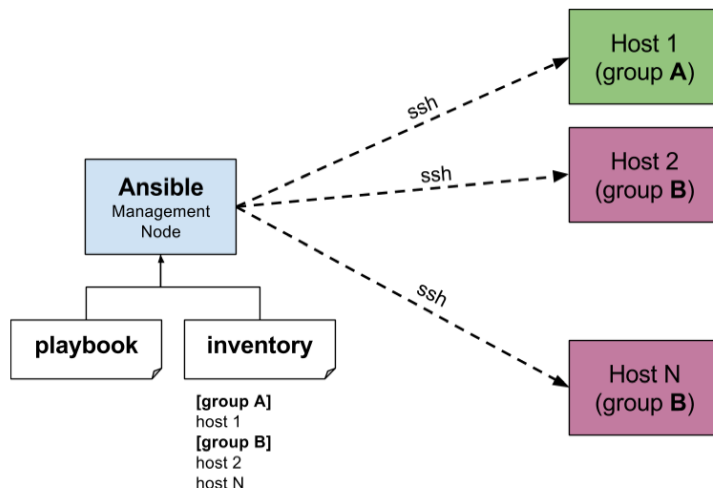 Host 1
(group A)
ssh
Host 2
(group B)
ssh
Ansible
Management
Node
ssh
playbook
inventory
Host N
(group B)
[group A]
host 1
[group B]
host 2
host N